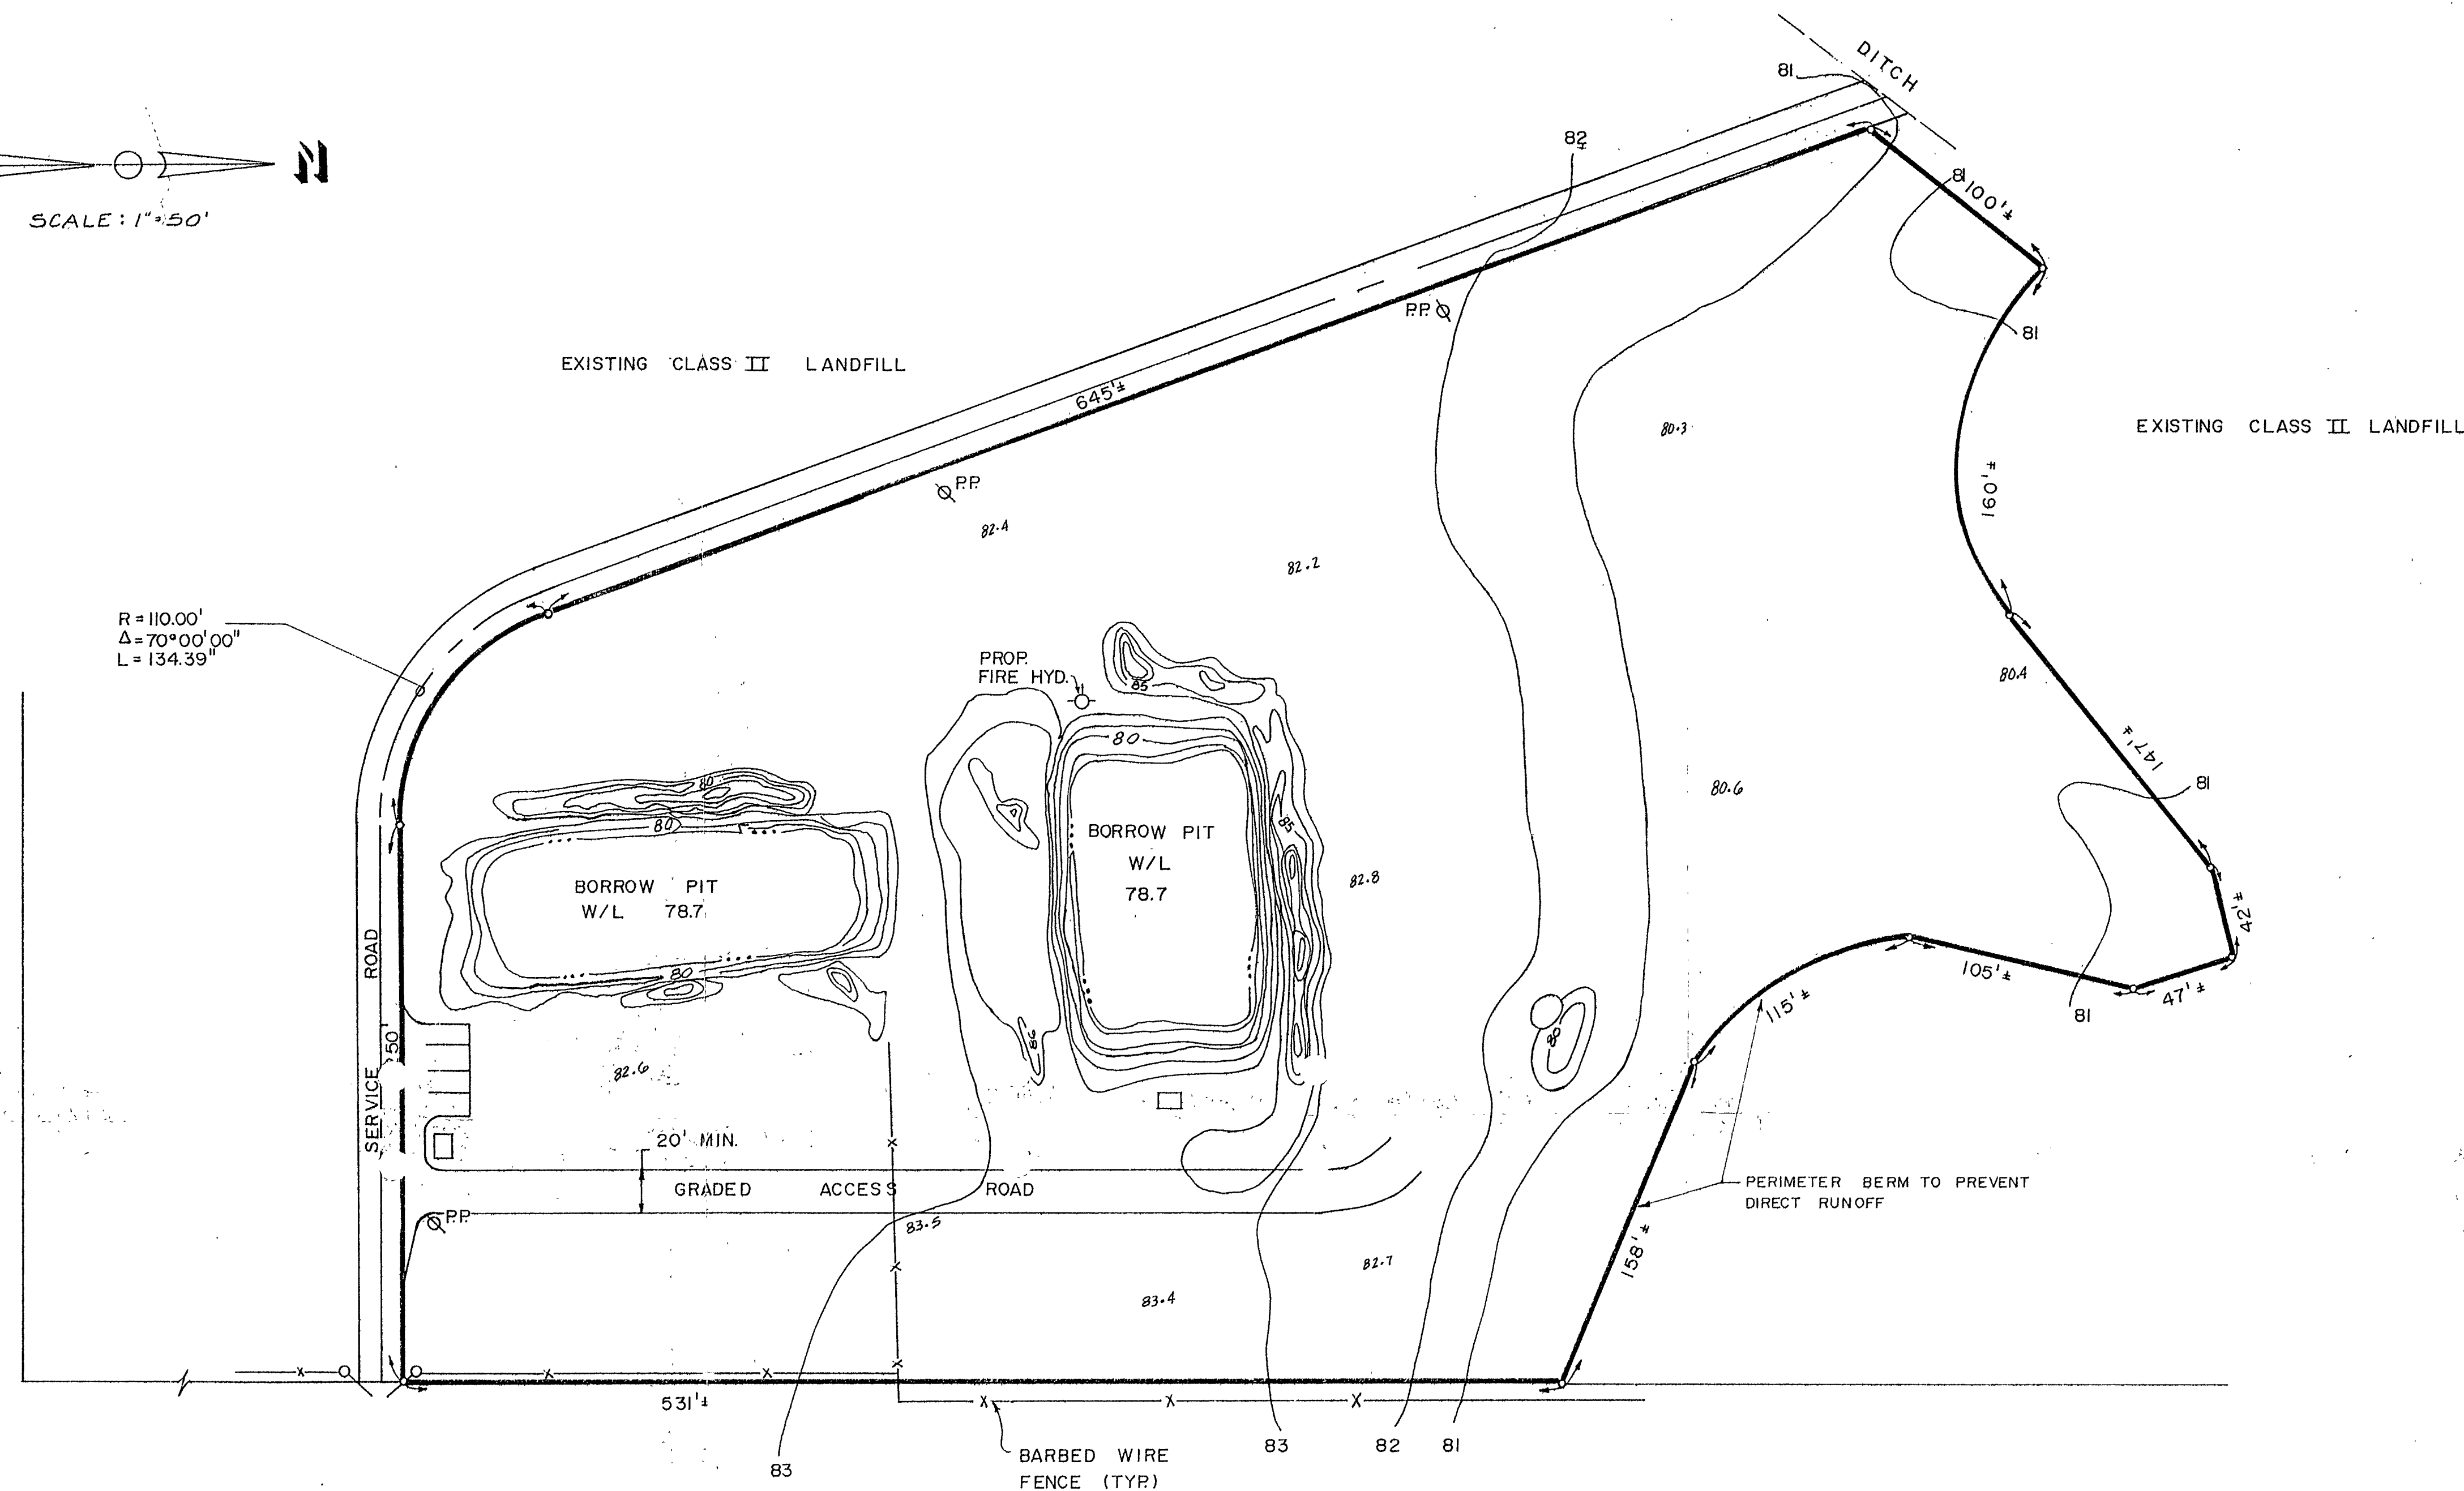 N
SCALE: 1"=50'
DITCH
81
82
81
100'±
81
P.P.
EXISTING CLASS II LANDFILL
645'±
80.3
EXISTING CLASS II LANDFILL
160'±
P.P.
82.4
82.2
R = 110.00'
Δ = 70°00'00"
L = 134.39"
PROP.
FIRE HYD.
85
80.4
80
147'±
81
80
80.6
80
85
BORROW PIT
W/L
78.7
BORROW PIT
W/L 78.7
82.8
42'±
80
105'±
47'±
115'±
81
SERVICE ROAD
50'
86
80
82.6
20' MIN.
GRADED ACCESS ROAD
PERIMETER BERM TO PREVENT
DIRECT RUNOFF
P.P.
83.5
158'±
82.7
83.4
531'±
83
BARBED WIRE
FENCE (TYP.)
83
82
81